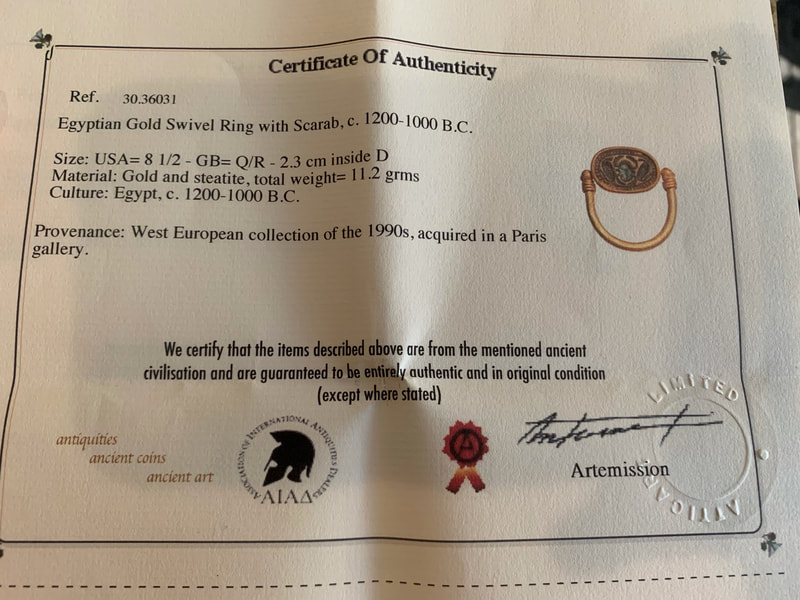 Certificate Of Authenticity
Ref. 30.36031
Egyptian Gold Swivel Ring with Scarab, c. 1200-1000 B.C.
Size: USA= 8 1/2 - GB= Q/R - 2.3 cm inside D
Material: Gold and steatite, total weight= 11.2 grms
Culture: Egypt, c. 1200-1000 B.C.
Provenance: West European collection of the 1990s, acquired in a Paris
gallery.
We certify that the items described above are from the mentioned ancient
civilisation and are guaranteed to be entirely authentic and in original condition
(except where stated)
antiquities
ancient coins
ancient art
ASSOCIATION OF INTERNATIONAL ANTIQUITIES DEALERS
AIAD
A
Artemission
LIMITED
ATTICA